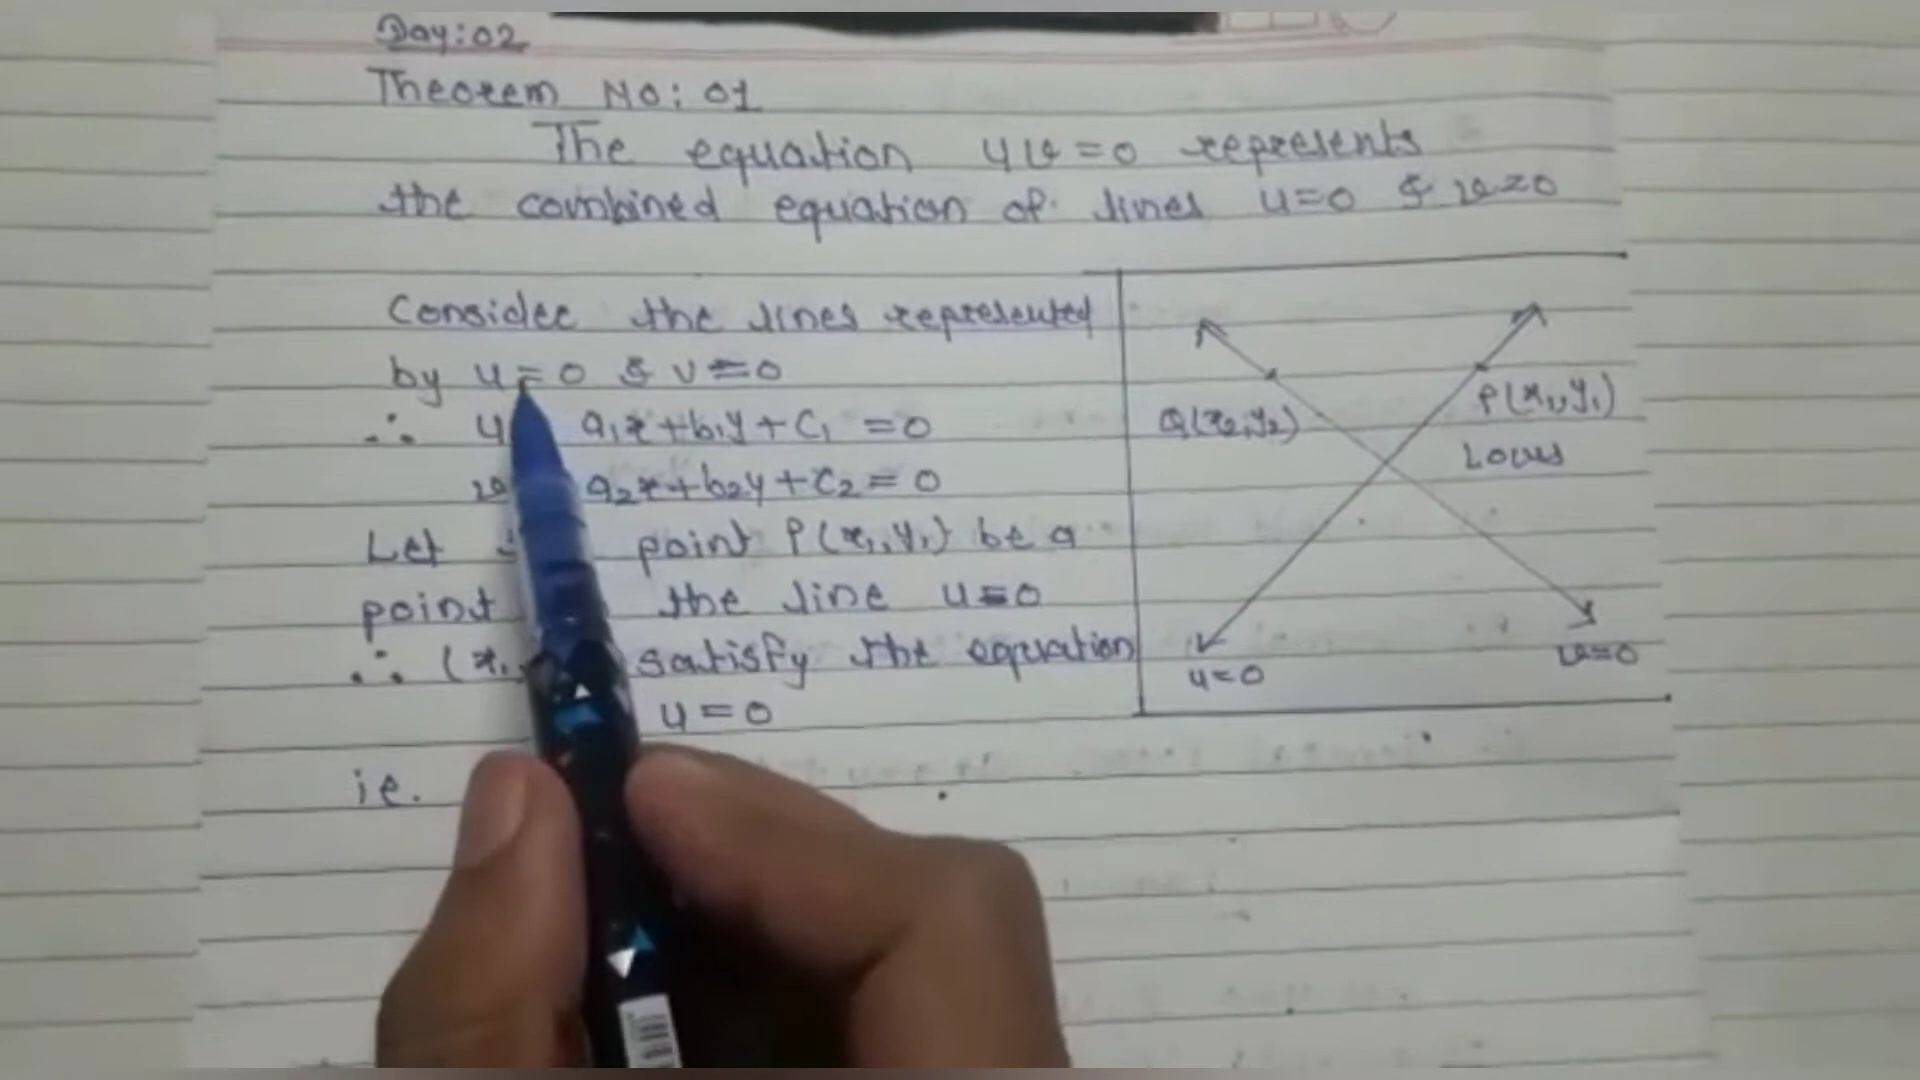 Day:02
Theorem No: 01
The equation uv=0 represents
the combined equation of lines u=0 & v=0
Consider the lines represented
by u=0 & v=0
∴ u a₁x+b₁y+c₁ =0
v a₂x+b₂y+c₂=0
Let point P(x₁,y₁) be a
point the line u=0
∴ (x₁ satisfy the equation
u=0
ie.
Q(x₂,y₂)
P(x₁,y₁)
Locus
u=0
v=0